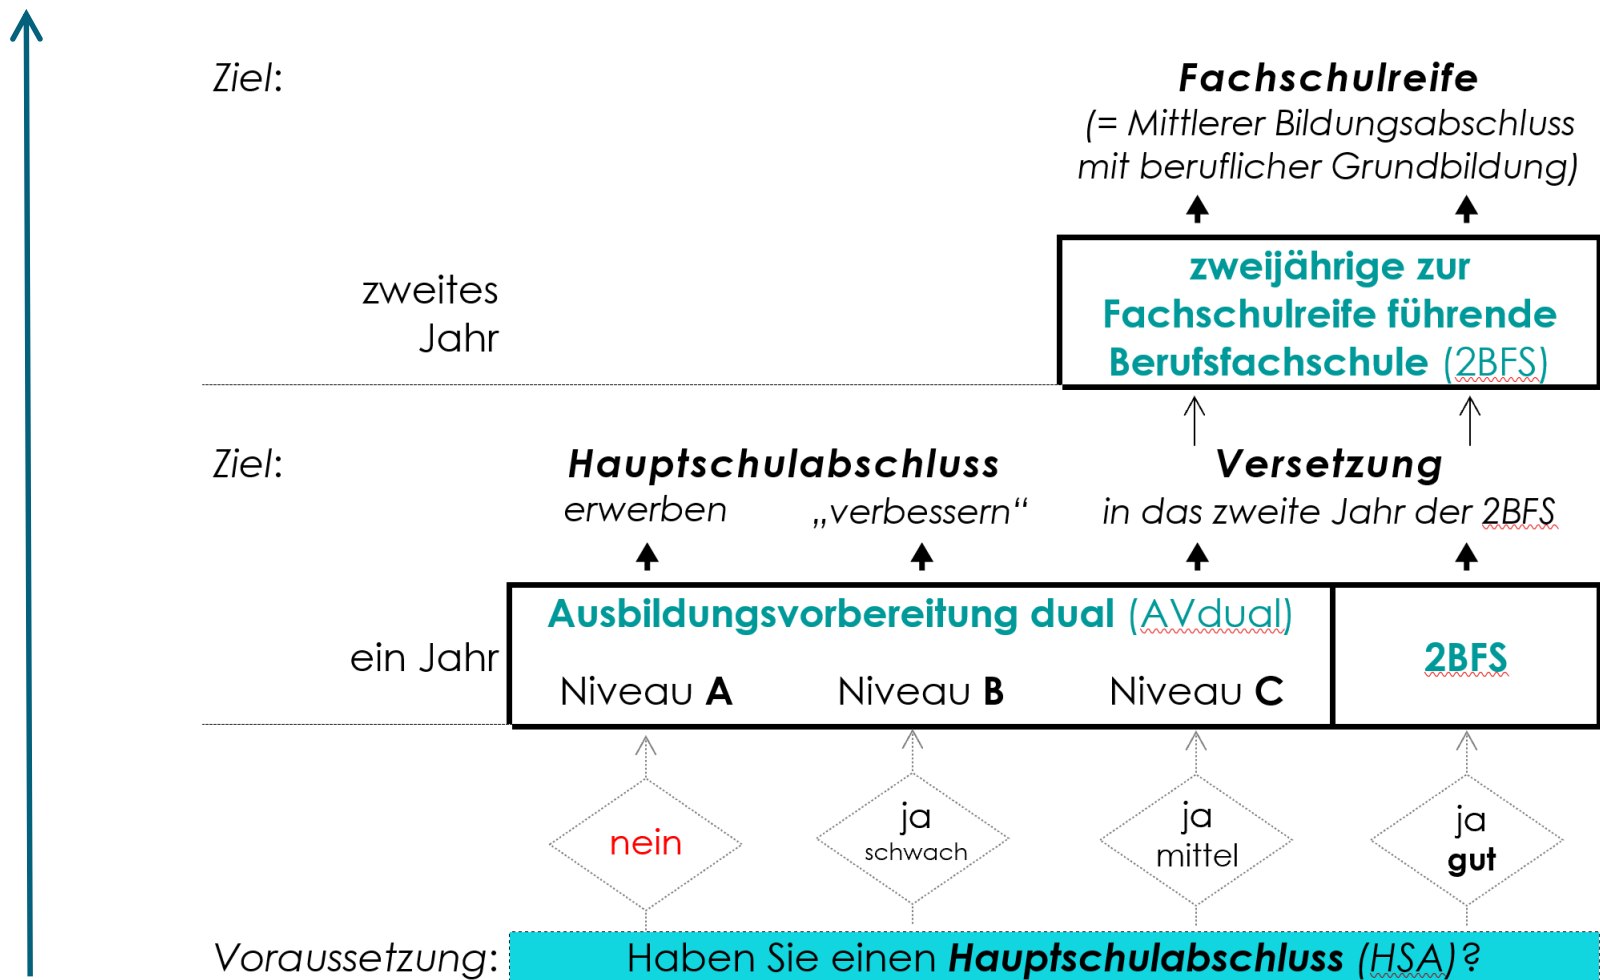 Ziel:
Fachschulreife
(= Mittlerer Bildungsabschluss
mit beruflicher Grundbildung)
zweites
Jahr
zweijährige zur
Fachschulreife führende
Berufsfachschule (2BFS)
Ziel:
Hauptschulabschluss
erwerben
„verbessern“
Versetzung
in das zweite Jahr der 2BFS
ein Jahr
Ausbildungsvorbereitung dual (AVdual)
Niveau A
Niveau B
Niveau C
2BFS
nein
ja
schwach
ja
mittel
ja
gut
Voraussetzung:
Haben Sie einen Hauptschulabschluss (HSA)?